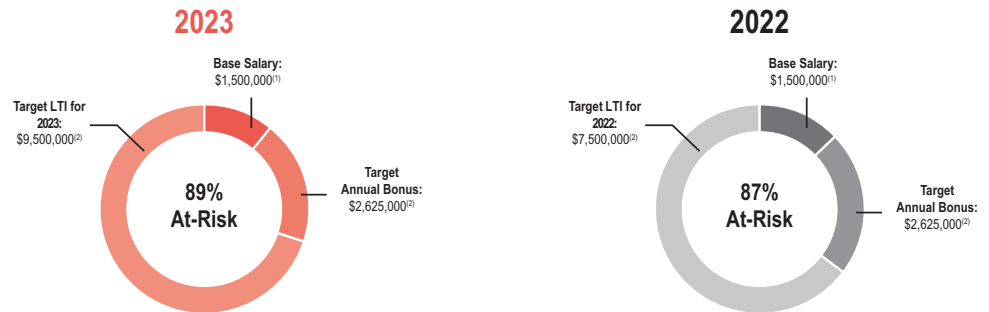 2023
Base Salary:
$1,500,000(1)
Target LTI for
2023:
$9,500,000(2)
89%
At-Risk
Target
Annual Bonus:
$2,625,000(2)
2022
Base Salary:
$1,500,000(1)
Target LTI for
2022:
$7,500,000(2)
87%
At-Risk
Target
Annual Bonus:
$2,625,000(2)